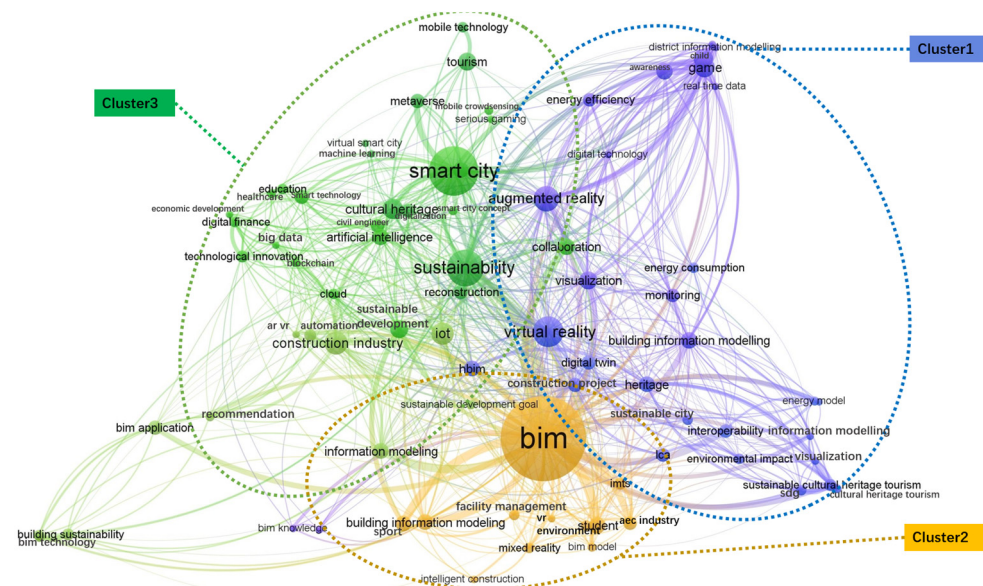 mobile technology
district information modelling
Cluster1
child
tourism
game
awareness
real time data
metaverse
energy efficiency
Cluster3
mobile crowdsensing
serious gaming
virtual smart city
machine learning
digital technology
smart city
education
healthcare
smart technology
augmented reality
economic development
cultural heritage
smart city concept
digitalization
digital finance
civil engineer
big data
artificial intelligence
collaboration
technological innovation
blockchain
sustainability
energy consumption
visualization
cloud
reconstruction
monitoring
sustainable
development
ar vr
automation
iot
virtual reality
construction industry
building information modelling
hbim
digital twin
construction project
heritage
recommendation
sustainable development goal
energy model
sustainable city
bim application
bim
interoperability
information modelling
information modeling
lca
environmental impact
visualization
imts
sustainable cultural heritage tourism
sdg
cultural heritage tourism
facility management
bim knowledge
building information modeling
vr
aec industry
sport
environment
student
building sustainability
bim technology
Cluster2
mixed reality
bim model
intelligent construction